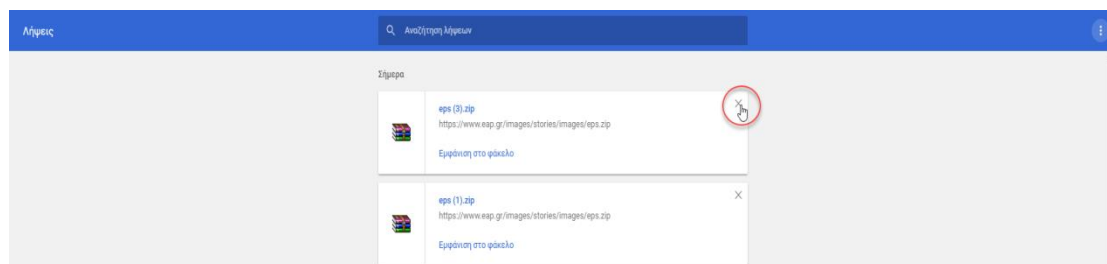 Λήψεις
Αναζήτηση λήψεων
Σήμερα
eps (3).zip
https://www.eap.gr/images/stories/images/eps.zip
Εμφάνιση στο φάκελο
eps (1).zip
https://www.eap.gr/images/stories/images/eps.zip
Εμφάνιση στο φάκελο